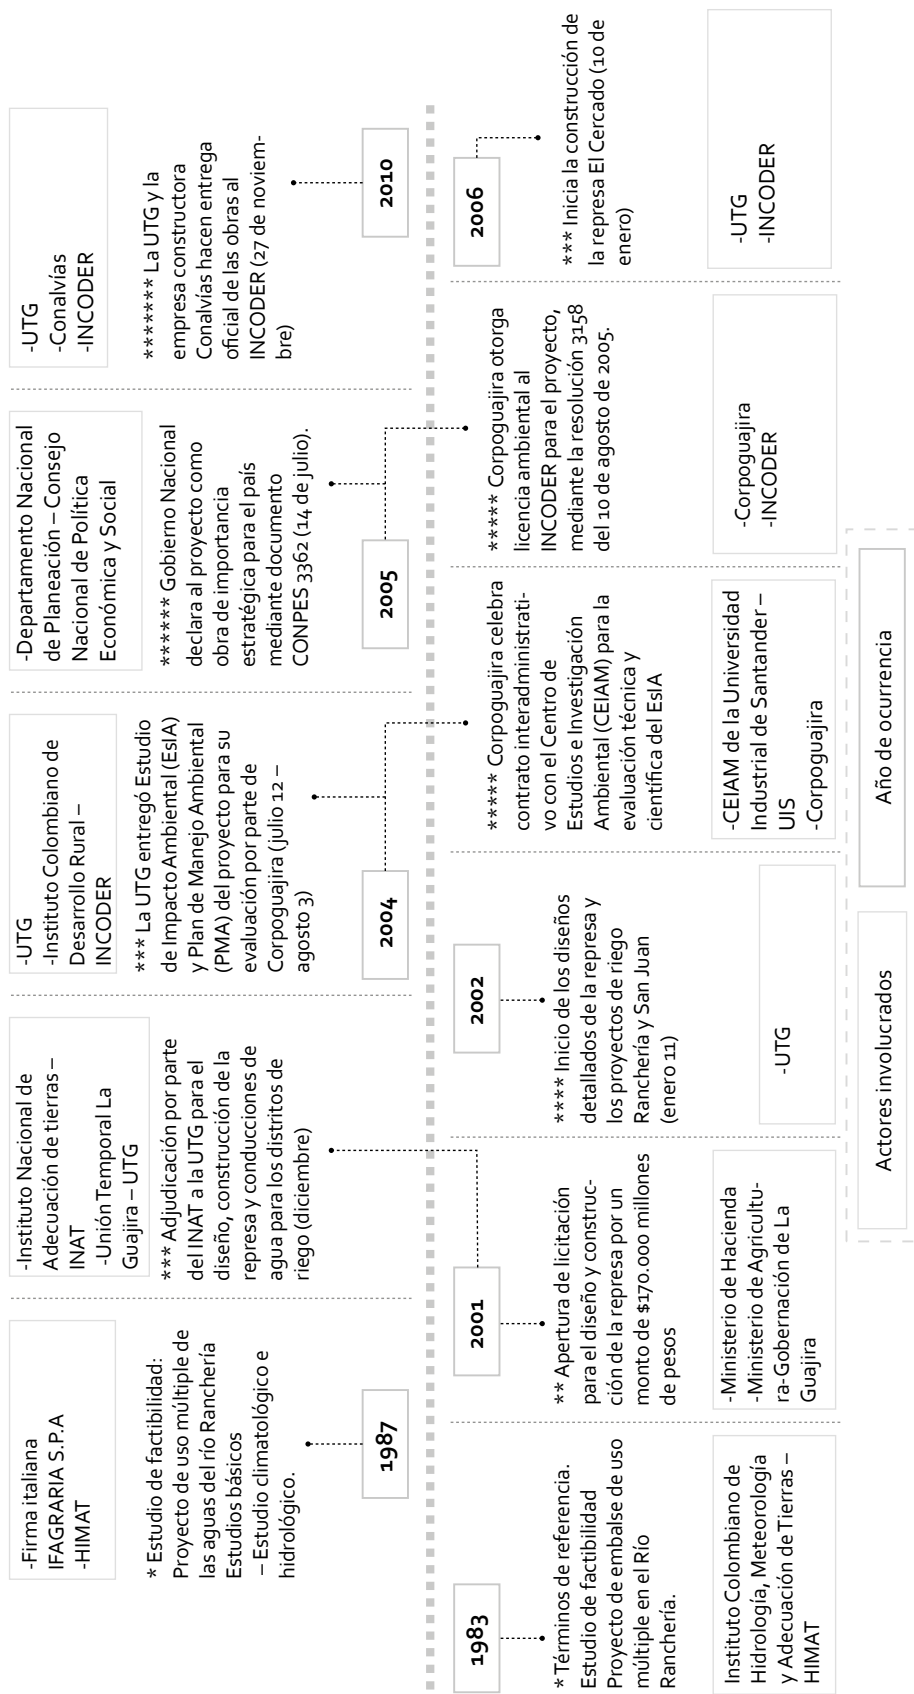 -Firma italiana
IFAGRARIA S.P.A
-HIMAT
* Estudio de factibilidad:
Proyecto de uso múltiple de
las aguas del río Ranchería
Estudios básicos
– Estudio climatológico e
hidrológico.
1987
-Instituto Nacional de
Adecuación de tierras –
INAT
-Unión Temporal La
Guajira – UTG
*** Adjudicación por parte
del INAT a la UTG para el
diseño, construcción de la
represa y conducciones de
agua para los distritos de
riego (diciembre)
-UTG
-Instituto Colombiano de
Desarrollo Rural –
INCODER
*** La UTG entregó Estudio
de Impacto Ambiental (EsIA)
y Plan de Manejo Ambiental
(PMA) del proyecto para su
evaluación por parte de
Corpoguajira (julio 12 –
agosto 3)
2004
-Departamento Nacional
de Planeación – Consejo
Nacional de Política
Económica y Social
****** Gobierno Nacional
declara al proyecto como
obra de importancia
estratégica para el país
mediante documento
CONPES 3362 (14 de julio).
2005
-UTG
-Conalvías
-INCODER
******* La UTG y la
empresa constructora
Conalvías hacen entrega
oficial de las obras al
INCODER (27 de noviem-
bre)
2010
1983
*Términos de referencia.
Estudio de factibilidad
Proyecto de embalse de uso
múltiple en el Río
Ranchería.
Instituto Colombiano de
Hidrología, Meteorología
y Adecuación de Tierras –
HIMAT
2001
** Apertura de licitación
para el diseño y construc-
ción de la represa por un
monto de $170.000 millones
de pesos
-Ministerio de Hacienda
-Ministerio de Agricultu-
ra-Gobernación de La
Guajira
2002
**** Inicio de los diseños
detallados de la represa y
los proyectos de riego
Ranchería y San Juan
(enero 11)
-UTG
***** Corpoguajira celebra
contrato interadministrati-
vo con el Centro de
Estudios e Investigación
Ambiental (CEIAM) para la
evaluación técnica y
científica del EsIA
-CEIAM de la Universidad
Industrial de Santander –
UIS
-Corpoguajira
***** Corpoguajira otorga
licencia ambiental al
INCODER para el proyecto,
mediante la resolución 3158
del 10 de agosto de 2005.
-Corpoguajira
-INCODER
2006
*** Inicia la construcción de
la represa El Cercado (10 de
enero)
-UTG
-INCODER
Actores involucrados
Año de ocurrencia